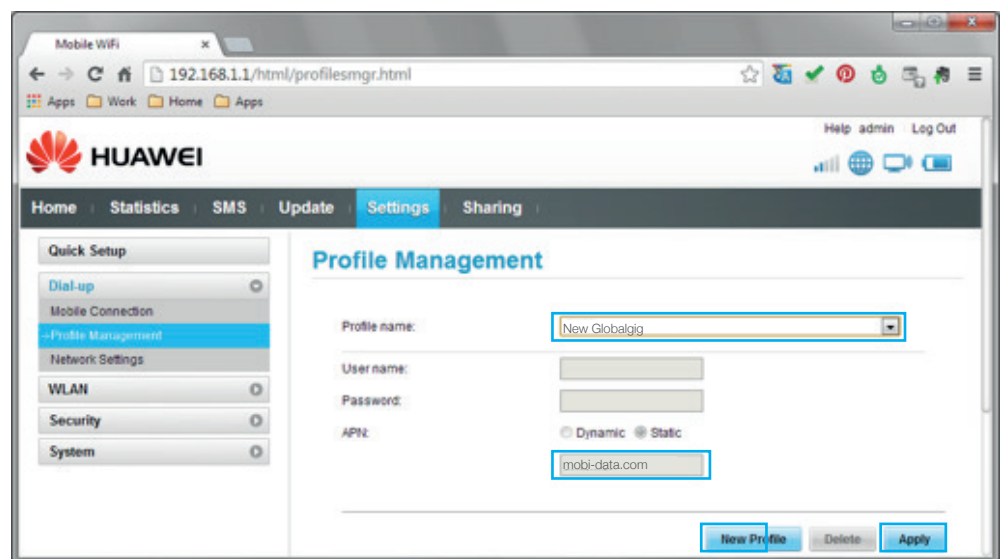 Mobile WiFi
192.168.1.1/html/profilesmgr.html
Apps Work Home Apps
Help admin Log Out
HUAWEI
Home Statistics SMS Update Settings Sharing
Quick Setup
Profile Management
Dial-up
Mobile Connection
Profile name: New Globalgig
→Profile Management
Network Settings
User name:
WLAN
Password:
Security
APN: Dynamic Static
System
mobi-data.com
New Profile Delete Apply